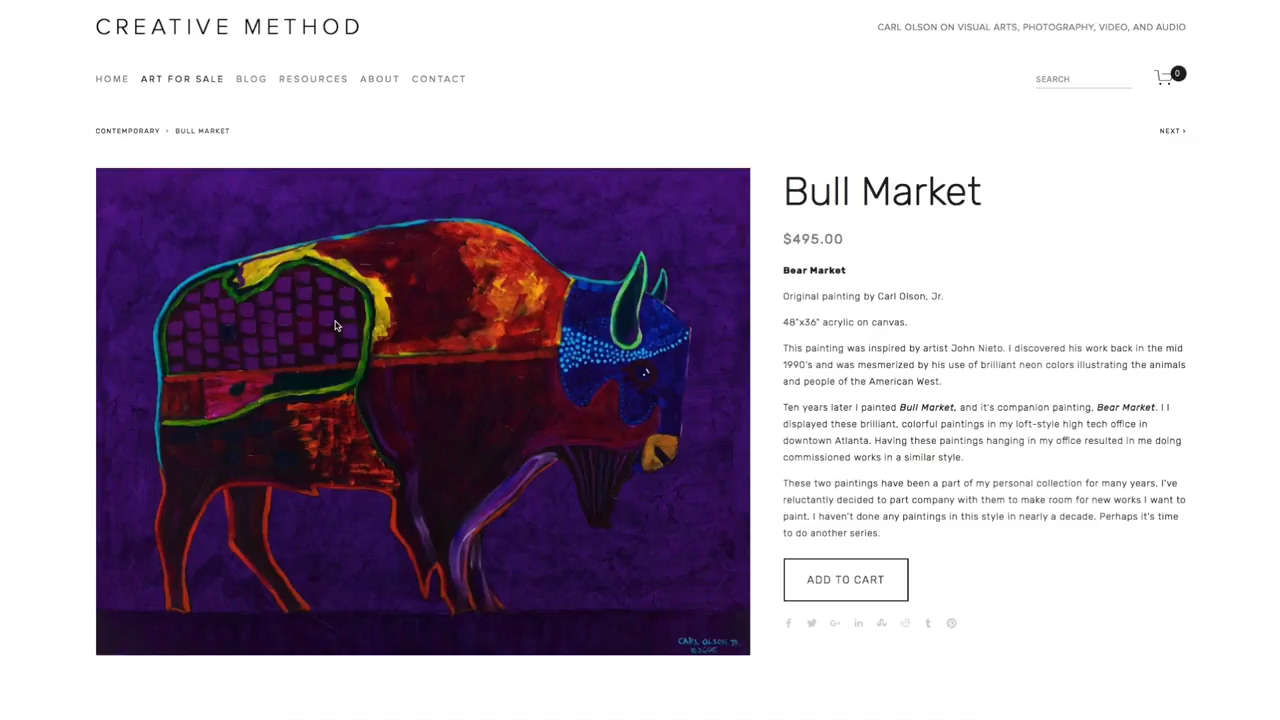 CREATIVE METHOD
CARL OLSON ON VISUAL ARTS, PHOTOGRAPHY, VIDEO, AND AUDIO
HOME ART FOR SALE BLOG RESOURCES ABOUT CONTACT
SEARCH
0
CONTEMPORARY › BULL MARKET
NEXT ›
Bull Market
$495.00
Bear Market
Original painting by Carl Olson, Jr.
48"x36" acrylic on canvas.
This painting was inspired by artist John Nieto. I discovered his work back in the mid
1990's and was mesmerized by his use of brilliant neon colors illustrating the animals
and people of the American West.
Ten years later I painted Bull Market, and it's companion painting, Bear Market. I I
displayed these brilliant, colorful paintings in my loft-style high tech office in
downtown Atlanta. Having these paintings hanging in my office resulted in me doing
commissioned works in a similar style.
These two paintings have been a part of my personal collection for many years. I've
reluctantly decided to part company with them to make room for new works I want to
paint. I haven't done any paintings in this style in nearly a decade. Perhaps it's time
to do another series.
ADD TO CART
CARL OLSON JR.